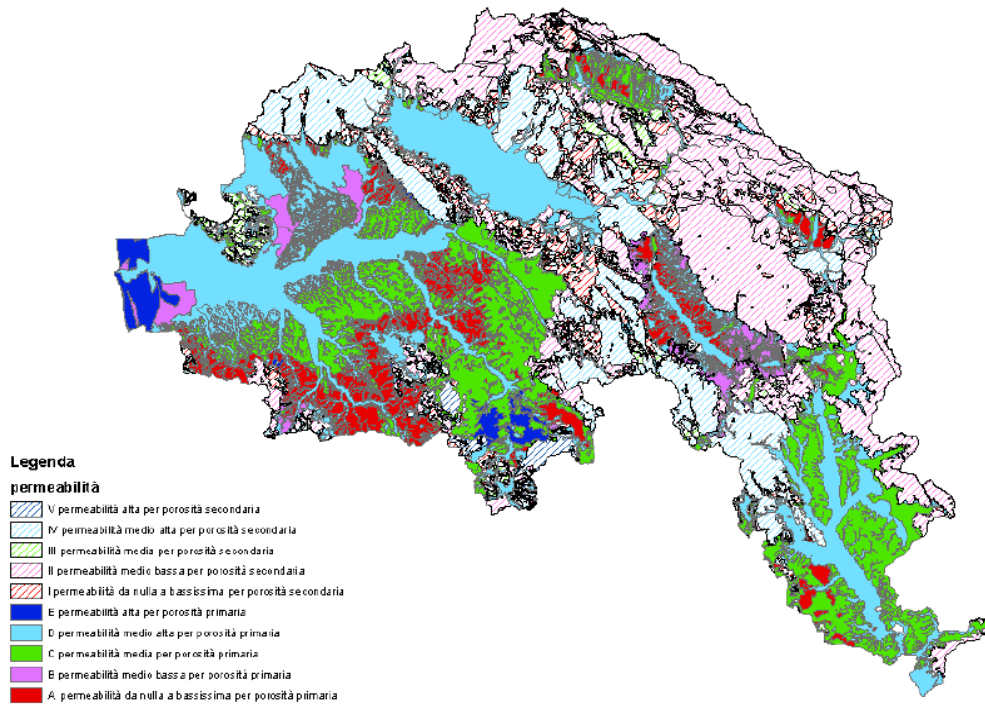 Legenda
permeabilità
V permeabilità alta per porosità secondaria
IV permeabilità medio alta per porosità secondaria
III permeabilità media per porosità secondaria
II permeabilità medio bassa per porosità secondaria
I permeabilità da nulla a bassissima per porosità secondaria
E permeabilità alta per porosità primaria
D permeabilità medio alta per porosità primaria
C permeabilità media per porosità primaria
B permeabilità medio bassa per porosità primaria
A permeabilità da nulla a bassissima per porosità primaria